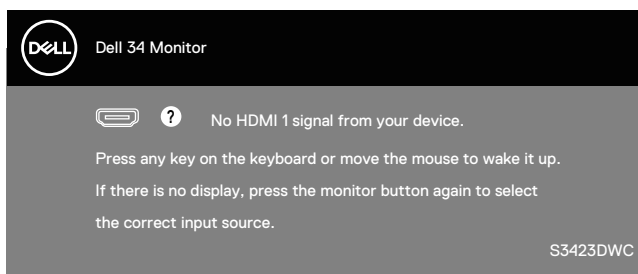 DELL
Dell 34 Monitor
? No HDMI 1 signal from your device.
Press any key on the keyboard or move the mouse to wake it up.
If there is no display, press the monitor button again to select
the correct input source.
S3423DWC